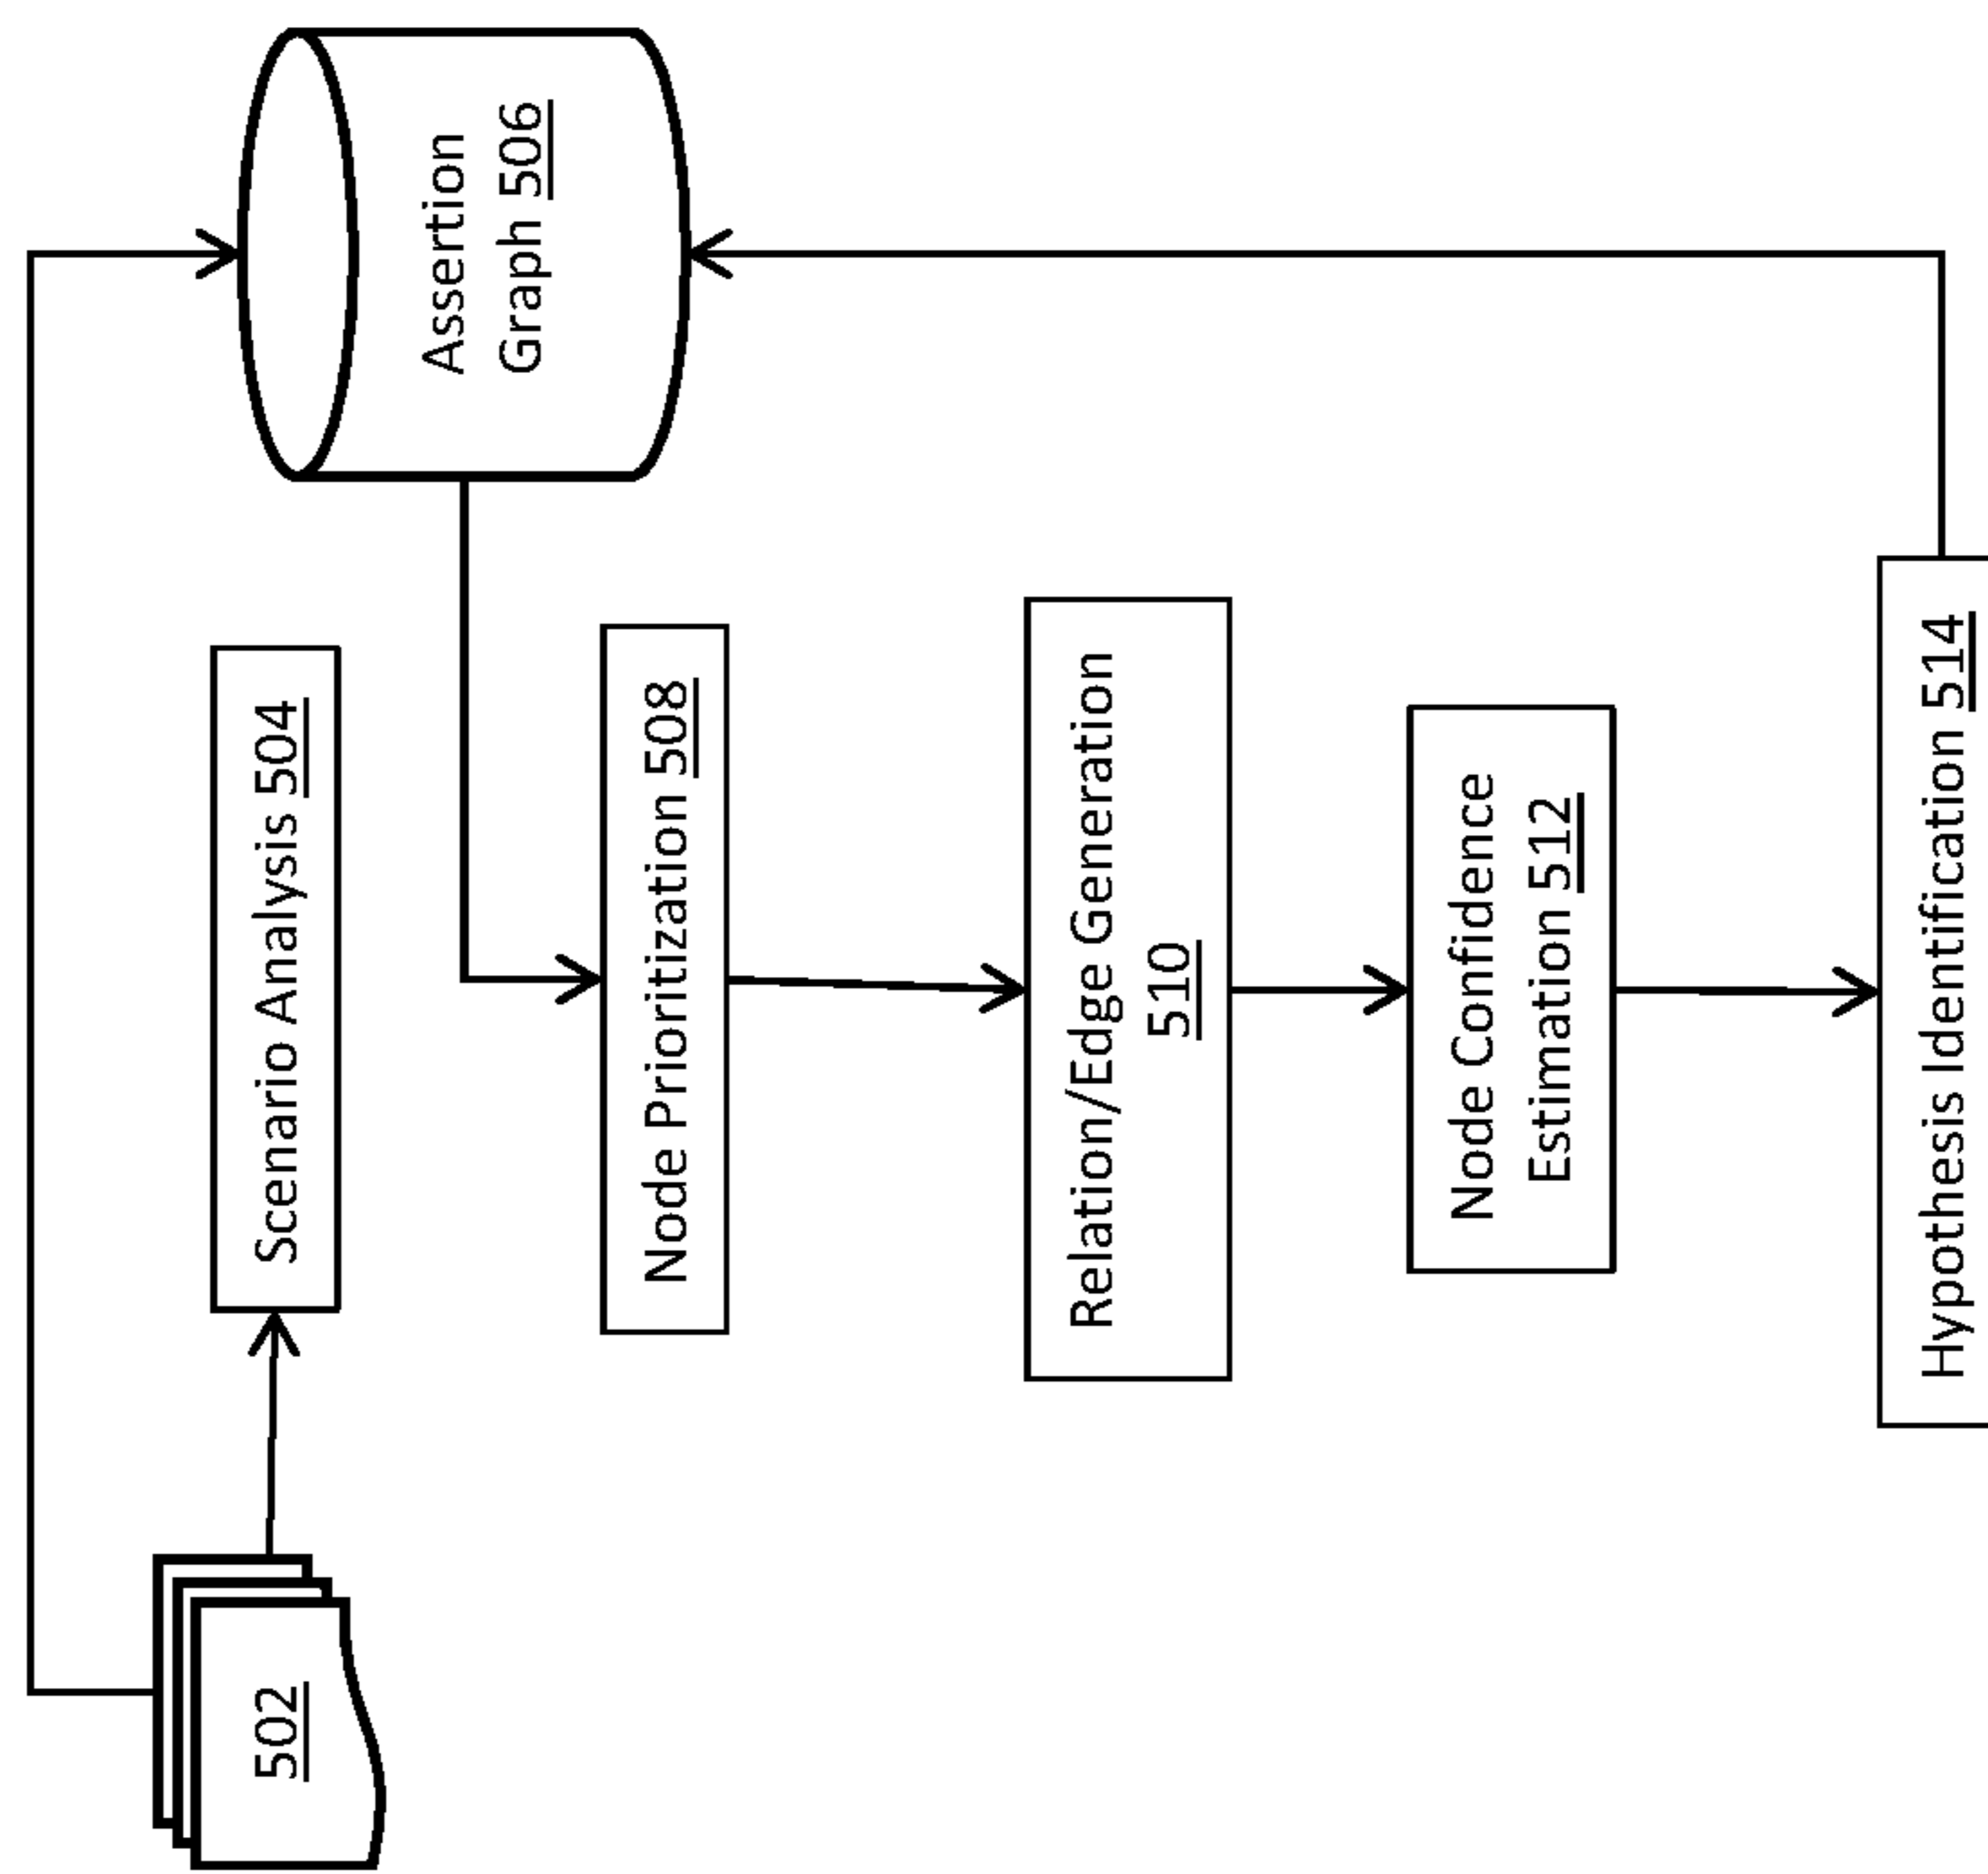 502
Scenario Analysis 504
Assertion
Graph 506
Node Prioritization 508
Relation/Edge Generation
510
Node Confidence
Estimation 512
Hypothesis Identification 514